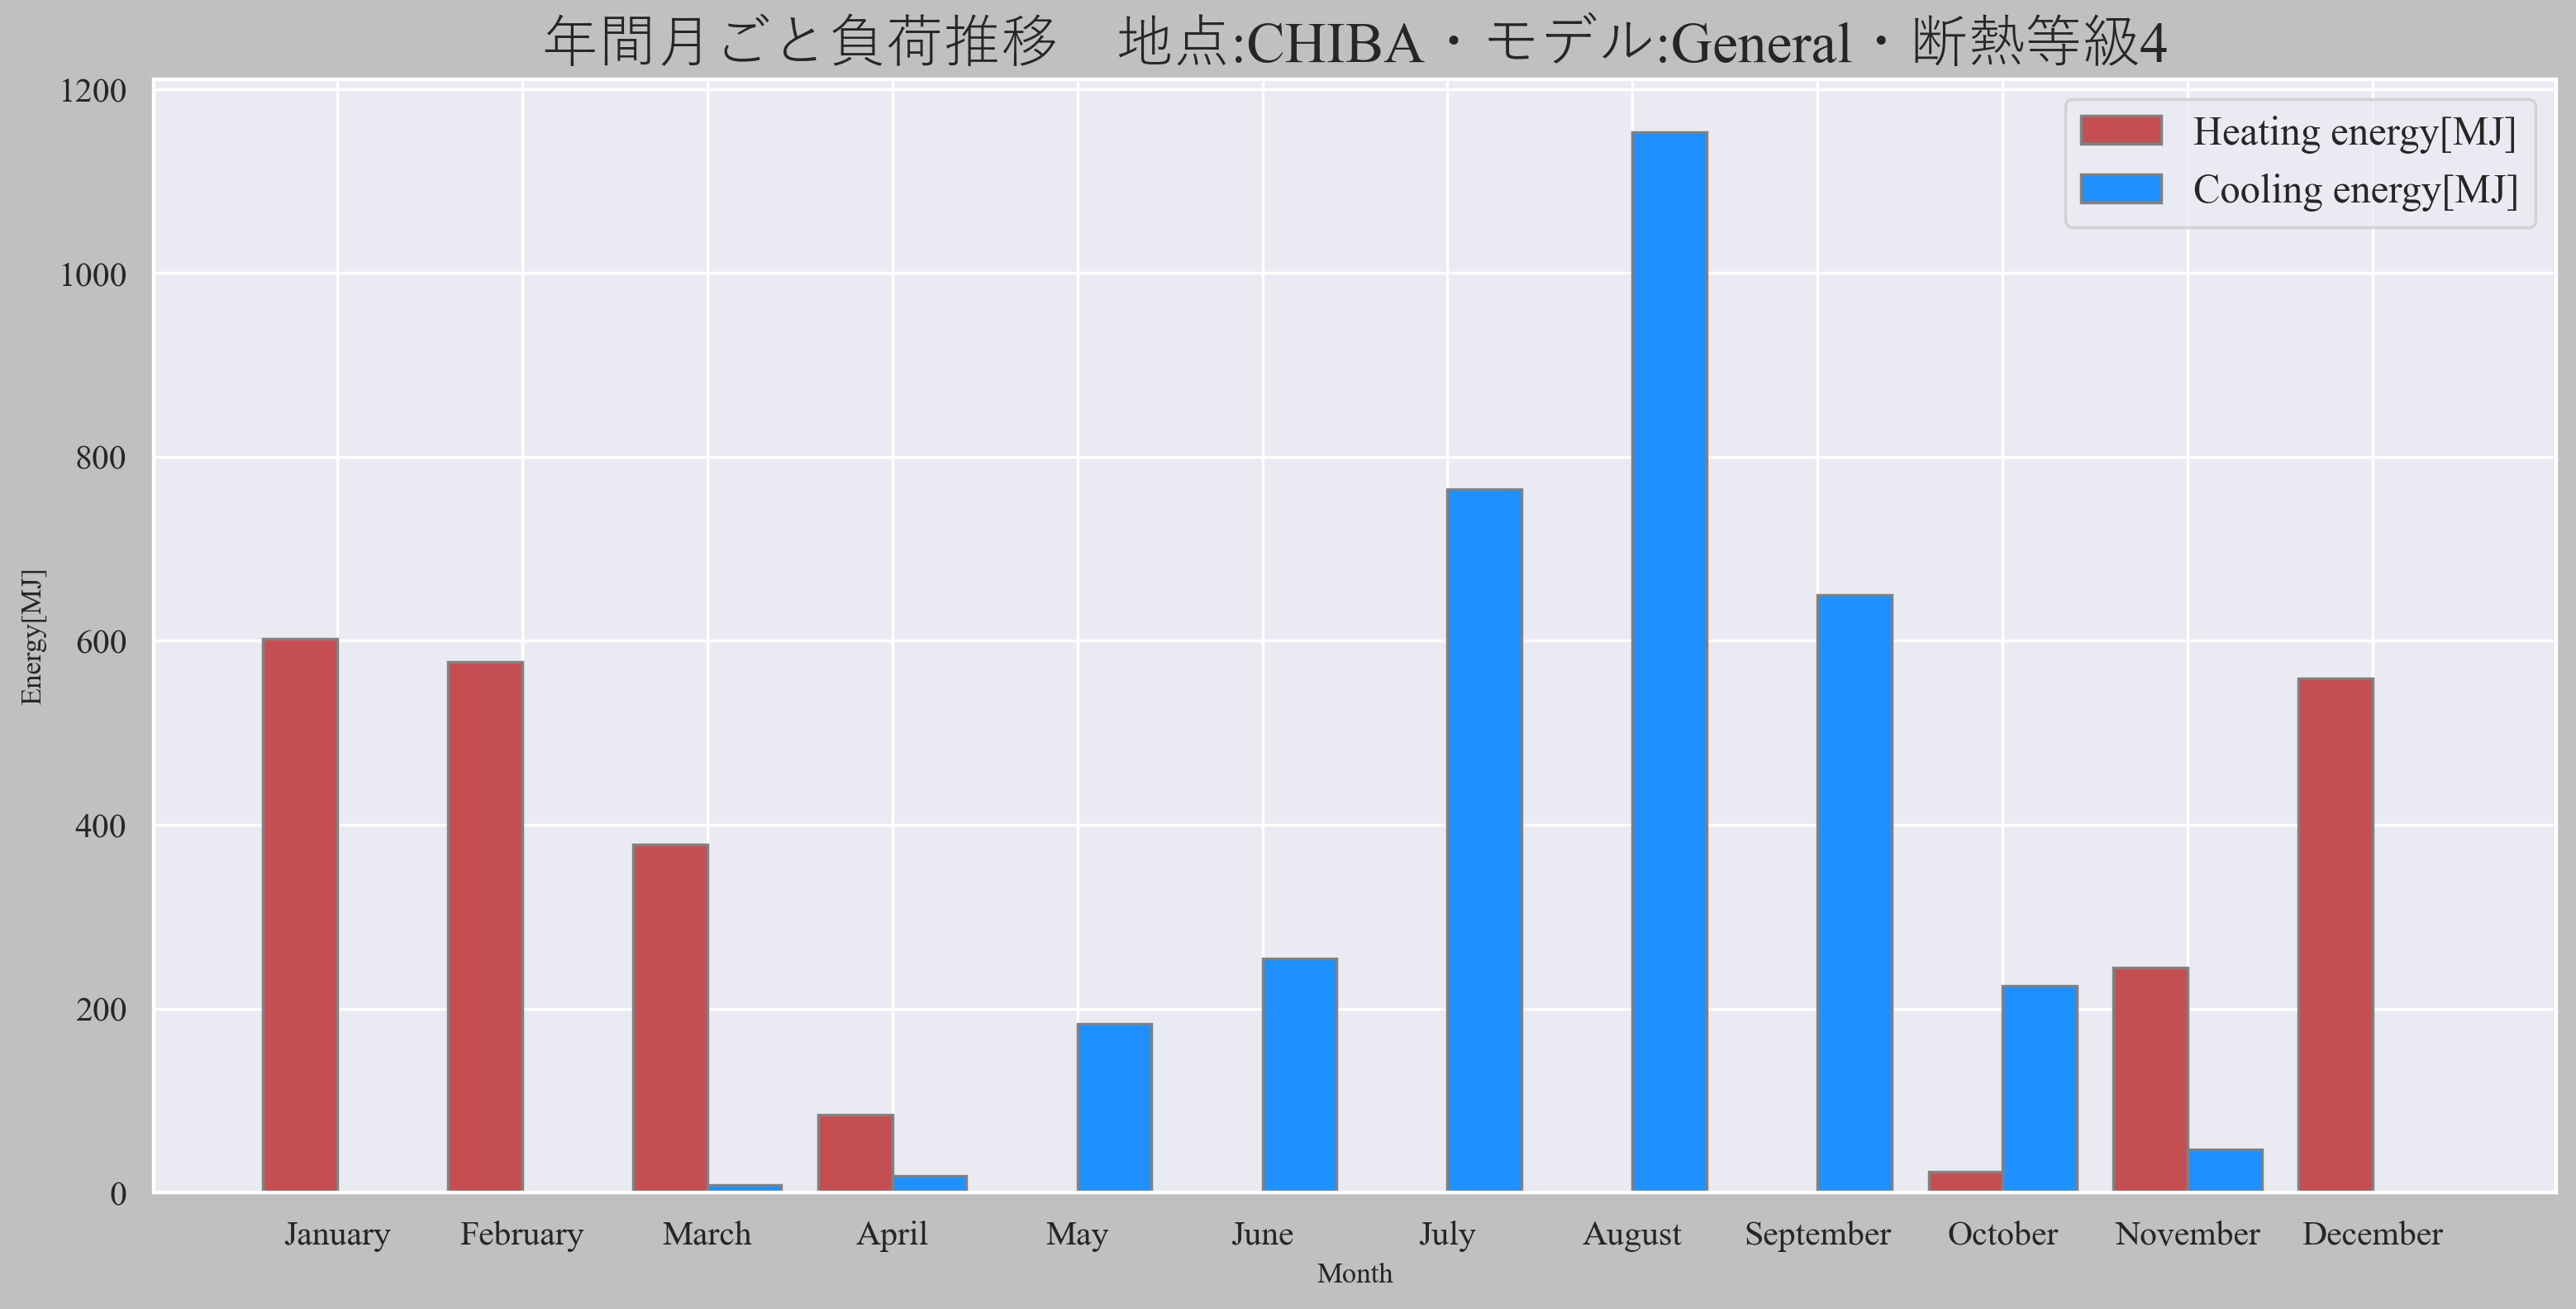 年間月ごと負荷推移　地点:CHIBA・モデル:General・断熱等級4
Heating energy[MJ]
Cooling energy[MJ]
Energy[MJ]
1200
1000
800
600
400
200
0
January February March April May June July August September October November December
Month